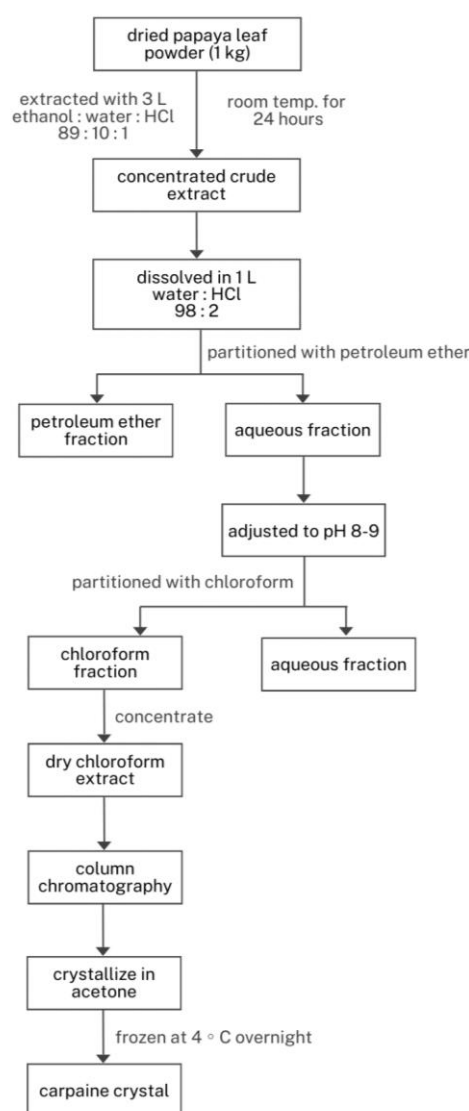 dried papaya leaf
powder (1 kg)
extracted with 3 L
ethanol : water : HCl
89 : 10 : 1
room temp. for
24 hours
concentrated crude
extract
dissolved in 1 L
water : HCl
98 : 2
partitioned with petroleum ether
petroleum ether
fraction
aqueous fraction
adjusted to pH 8-9
partitioned with chloroform
chloroform
fraction
aqueous fraction
concentrate
dry chloroform
extract
column
chromatography
crystallize in
acetone
frozen at 4 ° C overnight
carpaine crystal